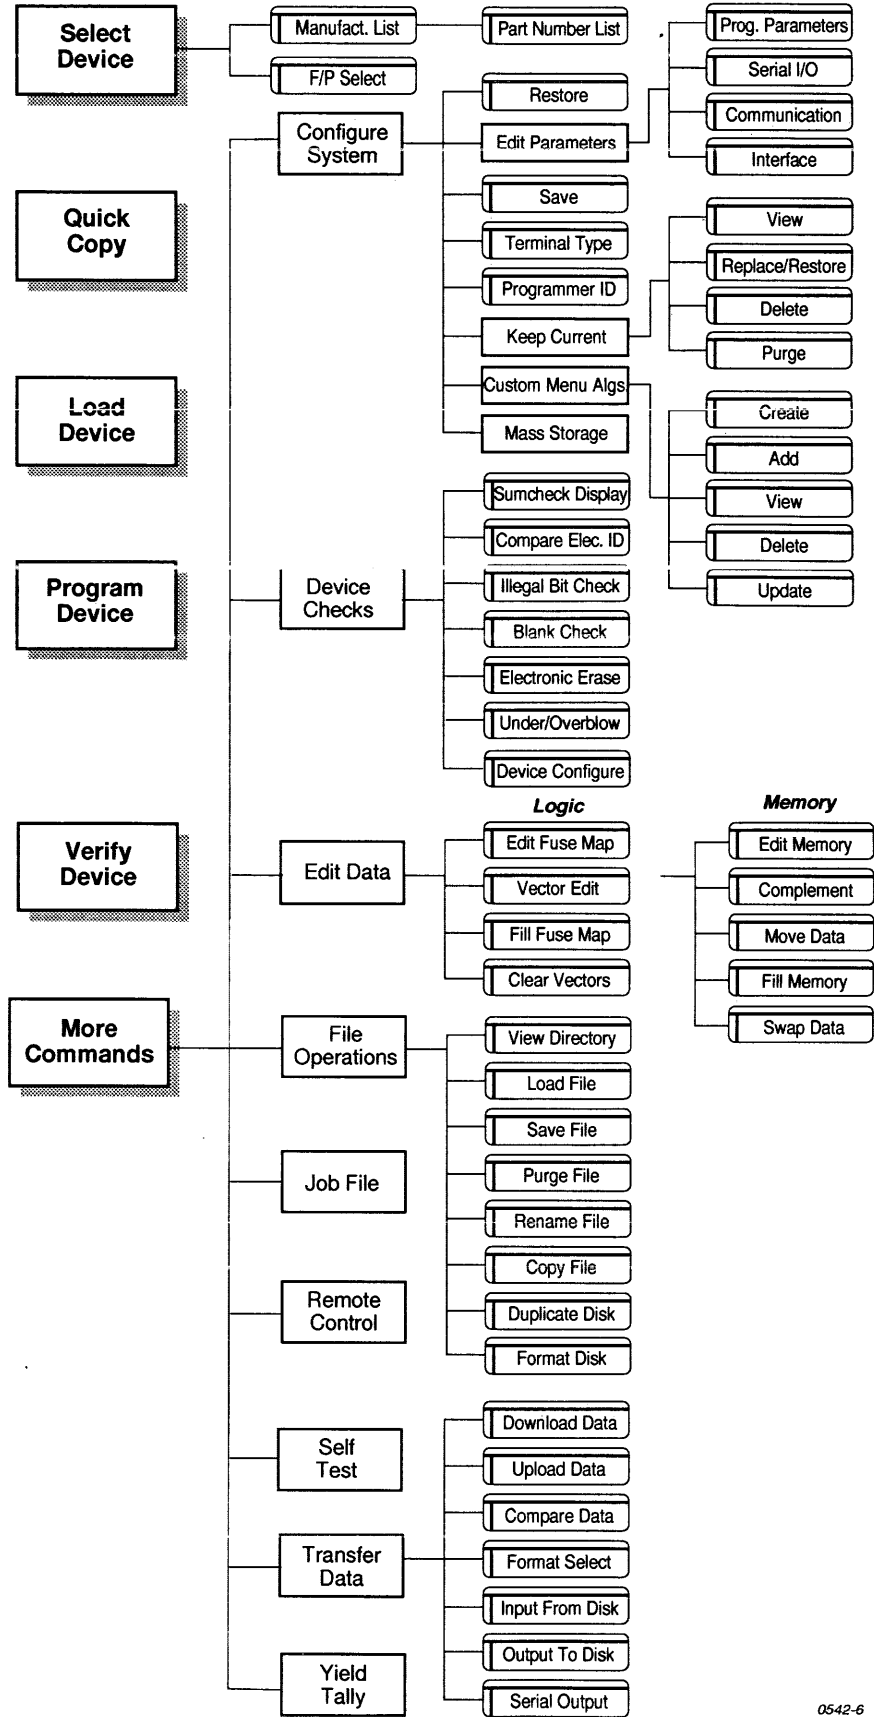 Select
Device
Manufact. List
Part Number List
F/P Select
Quick
Copy
Load
Device
Program
Device
Verify
Device
More
Commands
Configure
System
Restore
Edit Parameters
Save
Terminal Type
Programmer ID
Keep Current
Custom Menu Algs.
Mass Storage
Prog. Parameters
Serial I/O
Communication
Interface
View
Replace/Restore
Delete
Purge
Create
Add
View
Delete
Update
Device
Checks
Sumcheck Display
Compare Elec. ID
Illegal Bit Check
Blank Check
Electronic Erase
Under/Overblow
Device Configure
Edit Data
Logic
Edit Fuse Map
Vector Edit
Fill Fuse Map
Clear Vectors
Memory
Edit Memory
Complement
Move Data
Fill Memory
Swap Data
File
Operations
View Directory
Load File
Save File
Purge File
Rename File
Copy File
Duplicate Disk
Format Disk
Job File
Remote
Control
Self
Test
Transfer
Data
Download Data
Upload Data
Compare Data
Format Select
Input From Disk
Output To Disk
Serial Output
Yield
Tally
0542-6